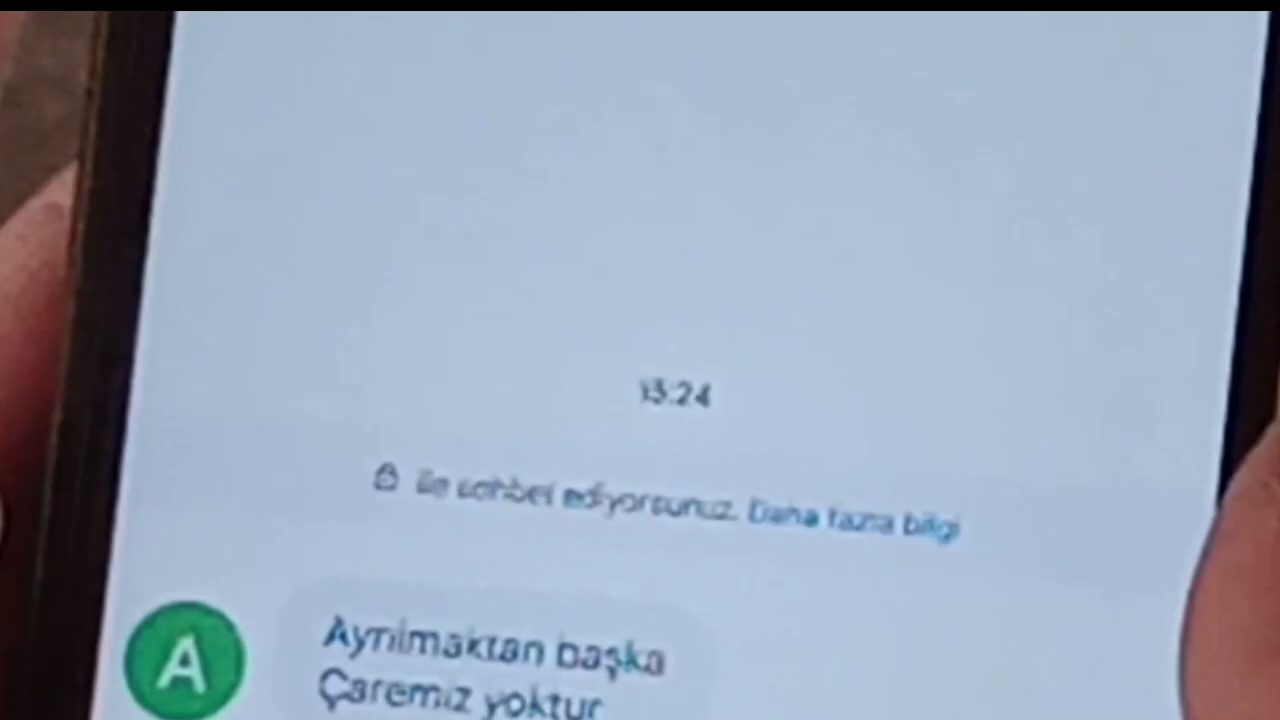 13:24
ile sohbet ediyorsunuz. Daha fazla bilgi
Ayrılmaktan başka
A
Çaremiz yoktur